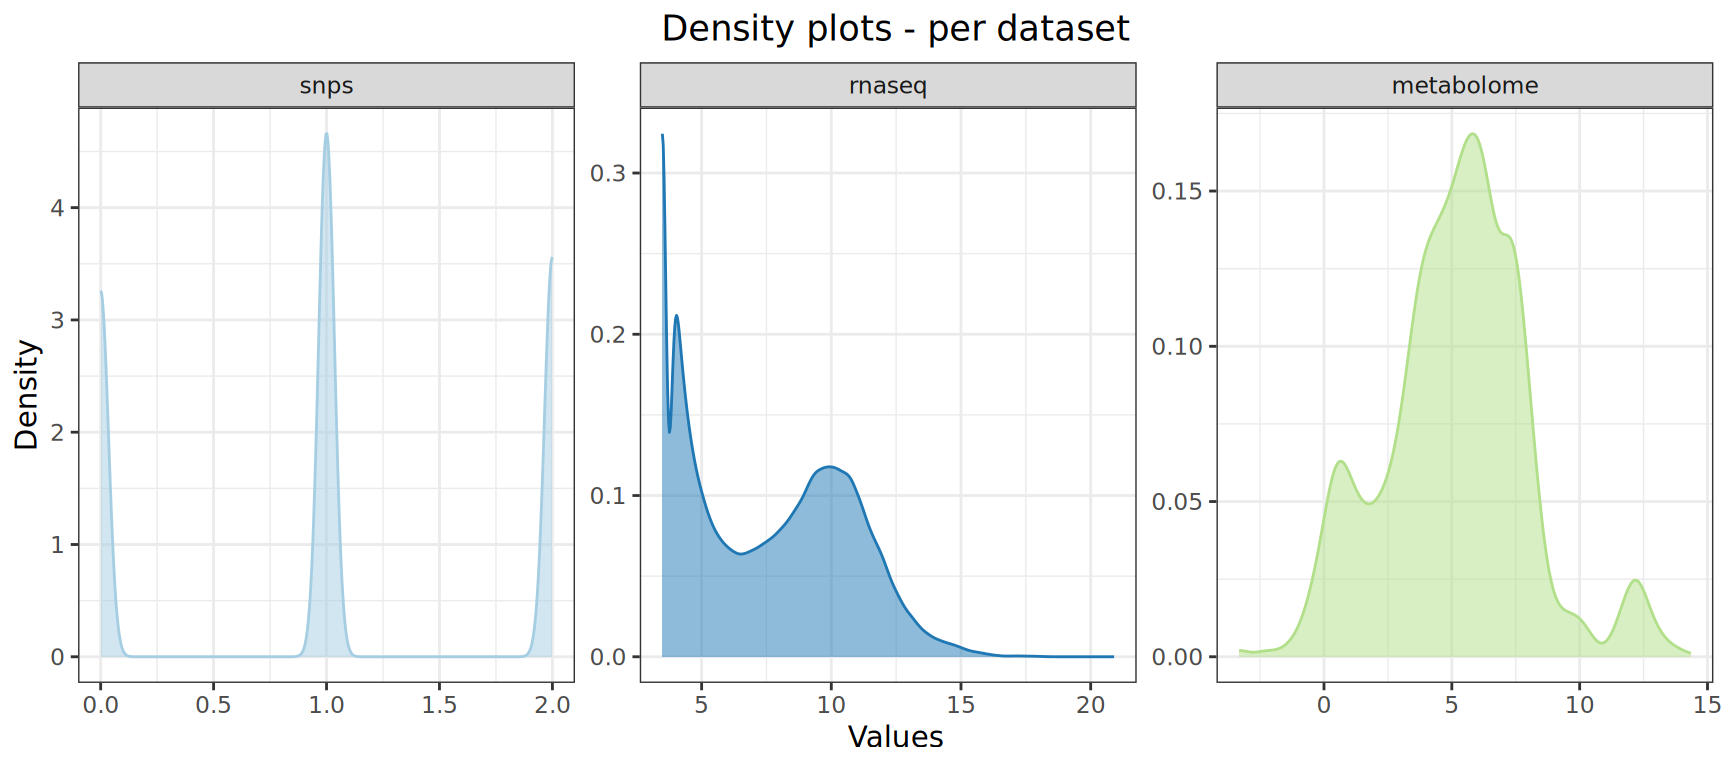 Density plots - per dataset
snps
rnaseq
metabolome
Density
4
3
2
1
0
0.3
0.2
0.1
0.0
0.15
0.10
0.05
0.00
0.0 0.5 1.0 1.5 2.0
5 10 15 20
0 5 10 15
Values